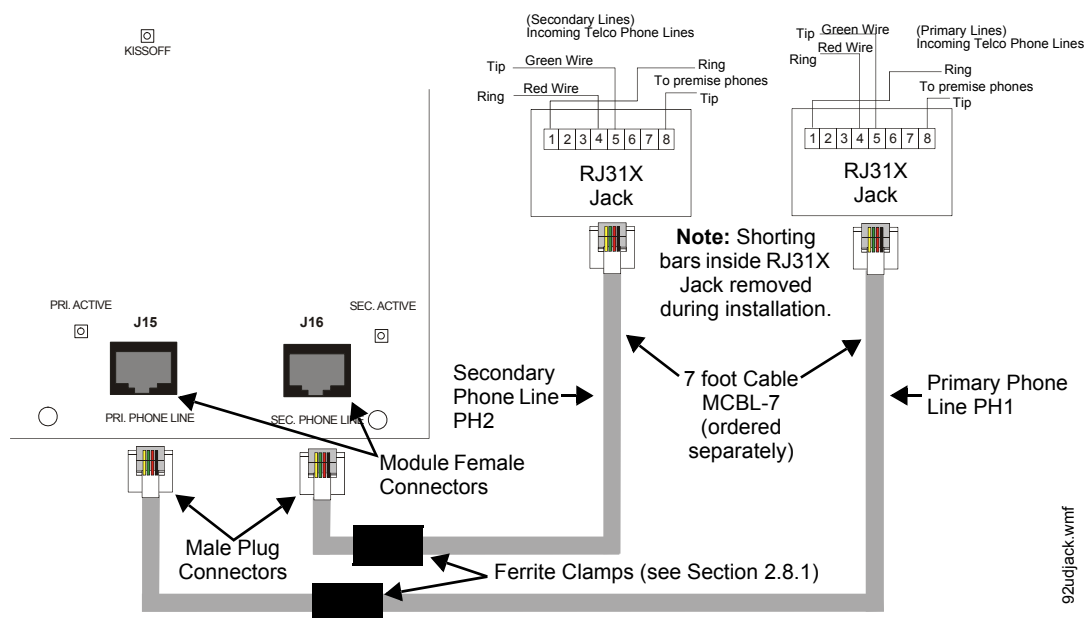 KISSOFF
(Secondary Lines)
Incoming Telco Phone Lines
Tip Green Wire
Ring Red Wire
Ring
To premise phones
Tip
1 2 3 4 5 6 7 8
RJ31X
Jack
Tip Green Wire
Red Wire
Ring
(Primary Lines)
Incoming Telco Phone Lines
Ring
To premise phones
Tip
1 2 3 4 5 6 7 8
RJ31X
Jack
Note: Shorting
bars inside RJ31X
Jack removed
during installation.
PRI. ACTIVE
J15
J16
SEC. ACTIVE
PRI. PHONE LINE
SEC. PHONE LINE
Secondary
Phone Line
PH2
7 foot Cable
MCBL-7
(ordered
separately)
Primary Phone
Line PH1
Module Female
Connectors
Male Plug
Connectors
Ferrite Clamps (see Section 2.8.1)
92udjack.wmf